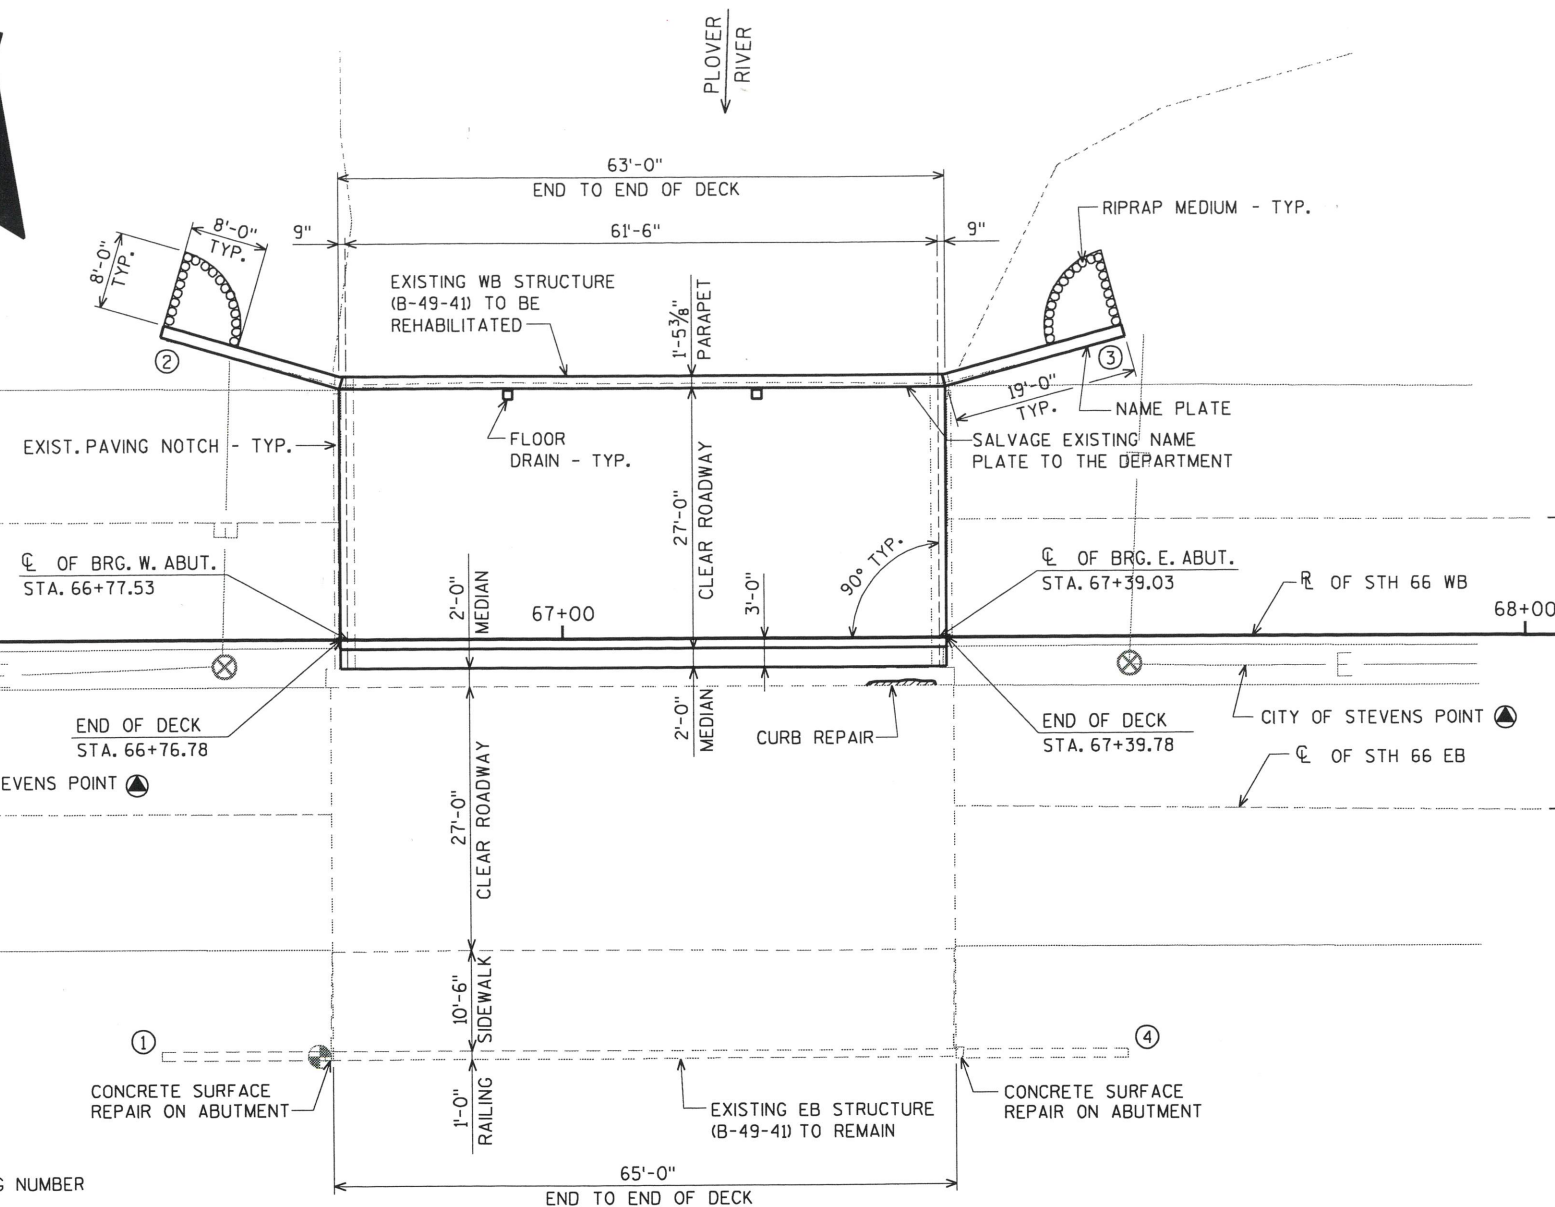 PLOVER
RIVER
63'-0"
END TO END OF DECK
8'-0"
TYP.
8'-0"
TYP.
9"
61'-6"
9"
RIPRAP MEDIUM - TYP.
EXISTING WB STRUCTURE
(B-49-41) TO BE
REHABILITATED
1'-5 3/8"
PARAPET
2
3
19'-0"
TYP.
NAME PLATE
EXIST. PAVING NOTCH - TYP.
FLOOR
DRAIN - TYP.
SALVAGE EXISTING NAME
PLATE TO THE DEPARTMENT
27'-0"
CLEAR ROADWAY
℄ OF BRG. W. ABUT.
STA. 66+77.53
2'-0"
MEDIAN
67+00
3'-0"
90° TYP.
℄ OF BRG. E. ABUT.
STA. 67+39.03
R̲L OF STH 66 WB
68+00
END OF DECK
STA. 66+76.78
2'-0"
MEDIAN
CURB REPAIR
END OF DECK
STA. 67+39.78
CITY OF STEVENS POINT
℄ OF STH 66 EB
EVENS POINT
27'-0"
CLEAR ROADWAY
10'-6"
SIDEWALK
1
4
CONCRETE SURFACE
REPAIR ON ABUTMENT
1'-0"
RAILING
EXISTING EB STRUCTURE
(B-49-41) TO REMAIN
CONCRETE SURFACE
REPAIR ON ABUTMENT
65'-0"
END TO END OF DECK
G NUMBER